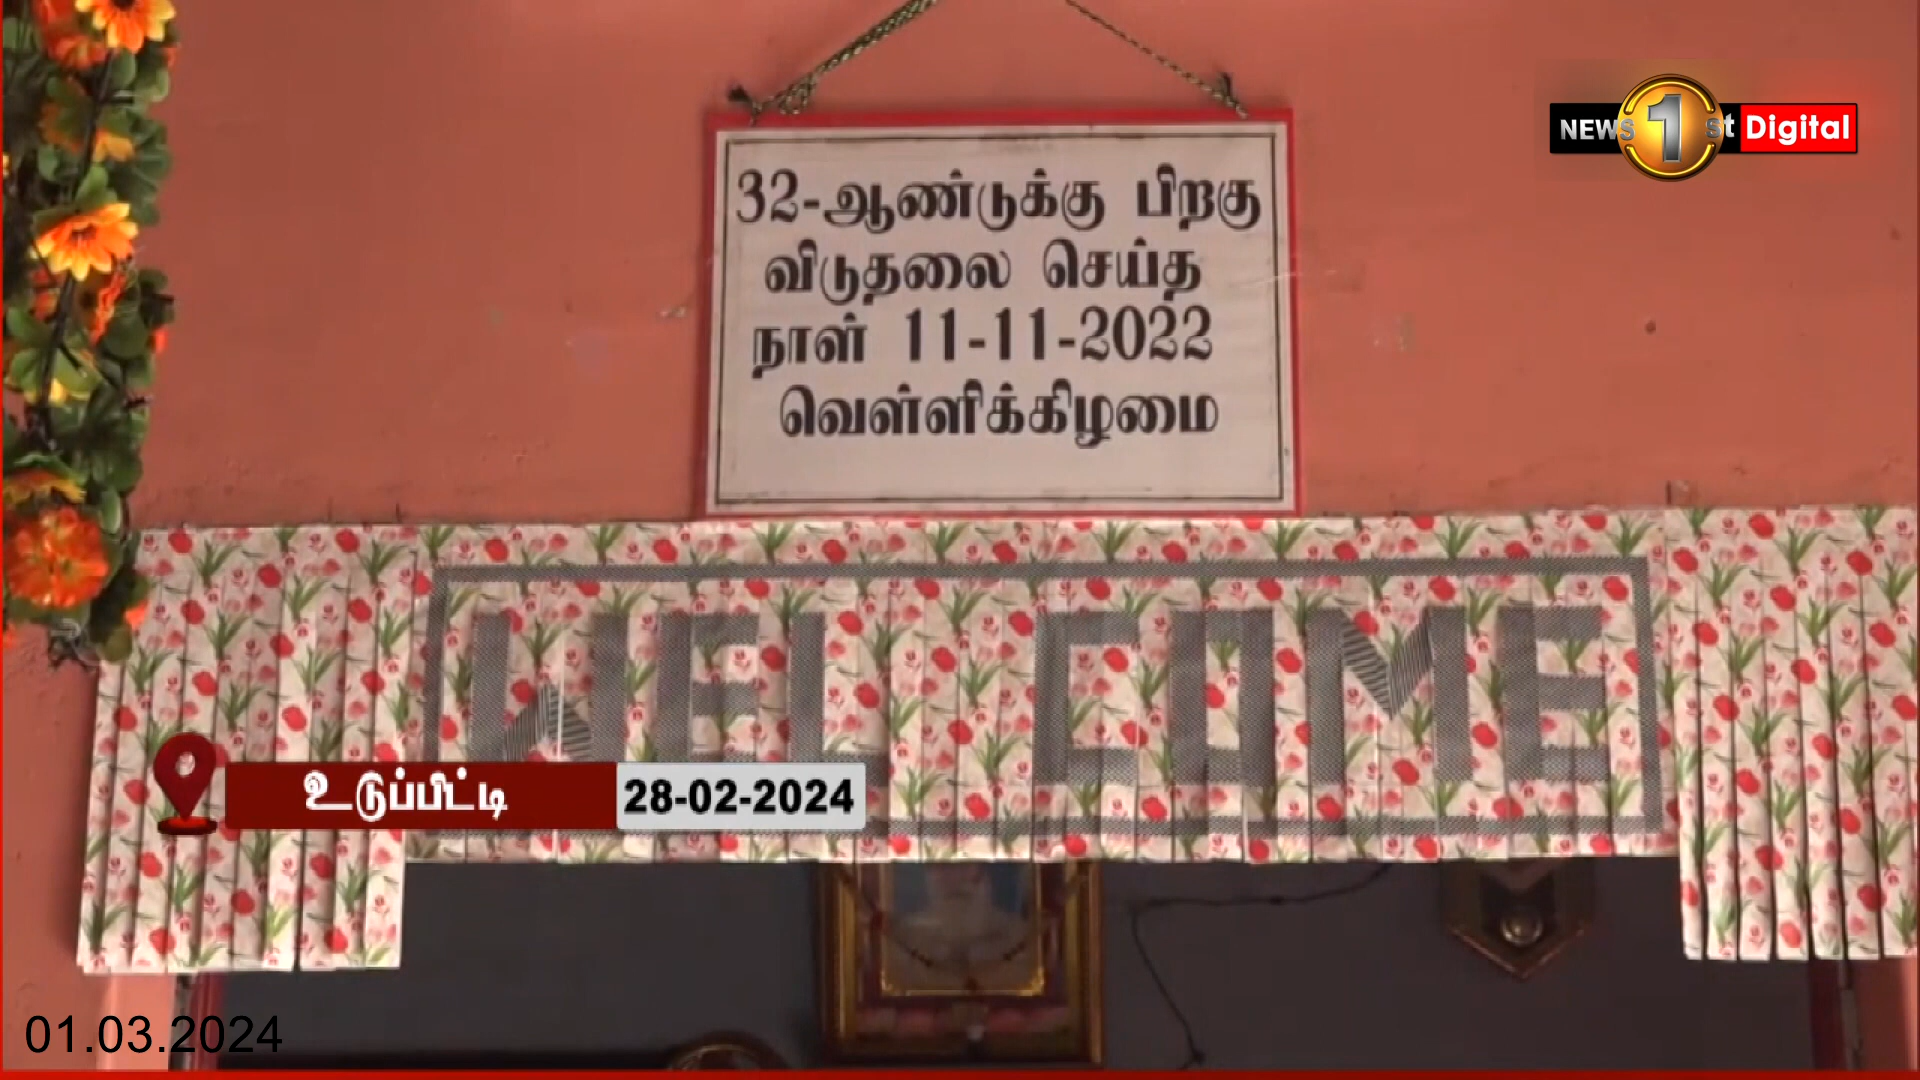 NEWS 1st Digital
32-ஆண்டுக்கு பிறகு
விடுதலை செய்த
நாள் 11-11-2022
வெள்ளிக்கிழமை
WELCOME
உடுப்பிட்டி 28-02-2024
01.03.2024